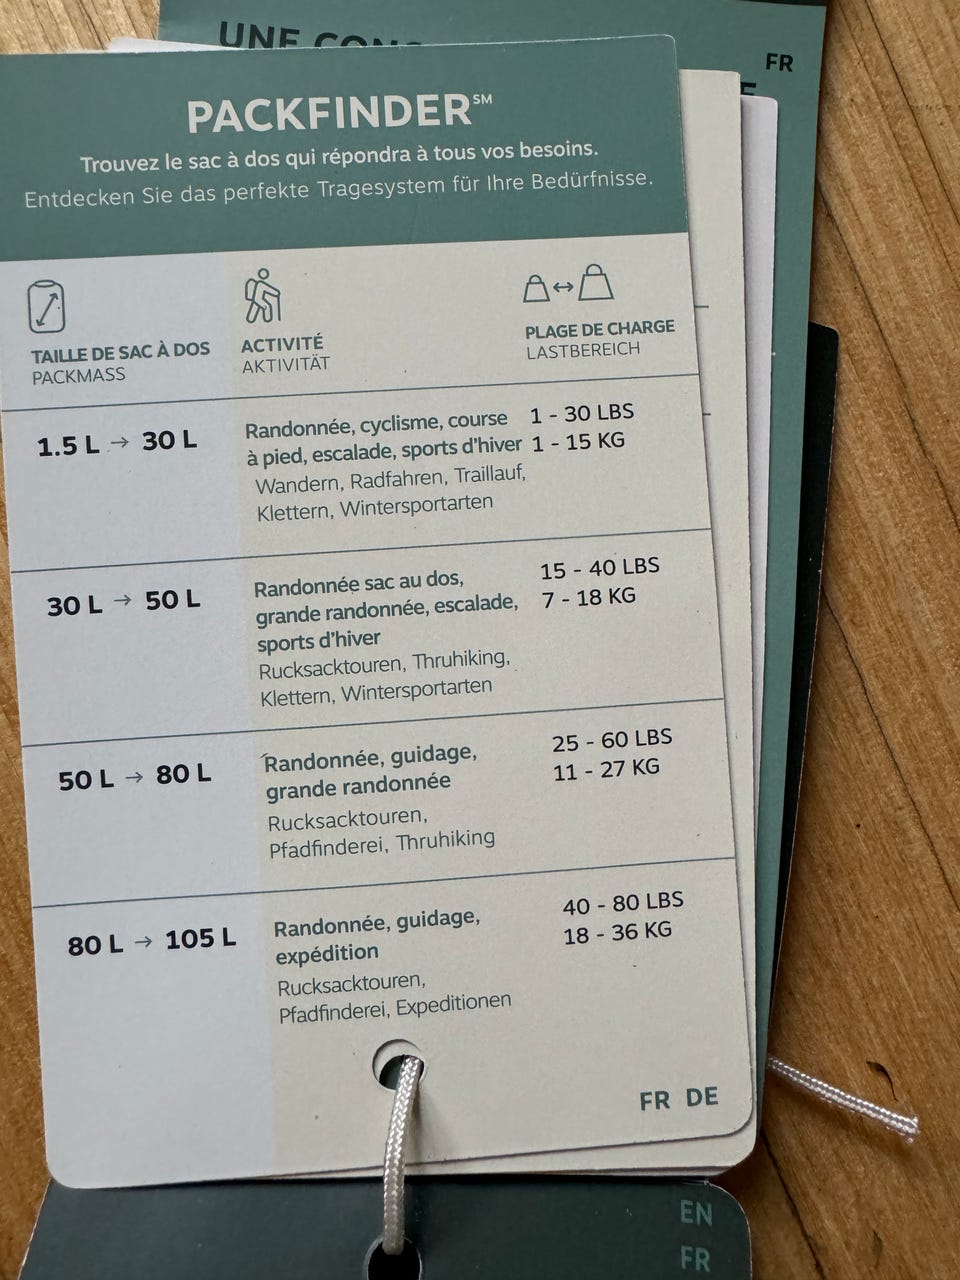 UNE
FR
PACKFINDER℠
Trouvez le sac à dos qui répondra à tous vos besoins.
Entdecken Sie das perfekte Tragesystem für Ihre Bedürfnisse.
TAILLE DE SAC À DOS
PACKMASS
ACTIVITÉ
AKTIVITÄT
PLAGE DE CHARGE
LASTBEREICH
1.5 L → 30 L
Randonnée, cyclisme, course
à pied, escalade, sports d'hiver
Wandern, Radfahren, Traillauf,
Klettern, Wintersportarten
1 - 30 LBS
1 - 15 KG
30 L → 50 L
Randonnée sac au dos,
grande randonnée, escalade,
sports d'hiver
Rucksacktouren, Thruhiking,
Klettern, Wintersportarten
15 - 40 LBS
7 - 18 KG
50 L → 80 L
Randonnée, guidage,
grande randonnée
Rucksacktouren,
Pfadfinderei, Thruhiking
25 - 60 LBS
11 - 27 KG
80 L → 105 L
Randonnée, guidage,
expédition
Rucksacktouren,
Pfadfinderei, Expeditionen
40 - 80 LBS
18 - 36 KG
FR DE
EN
FR